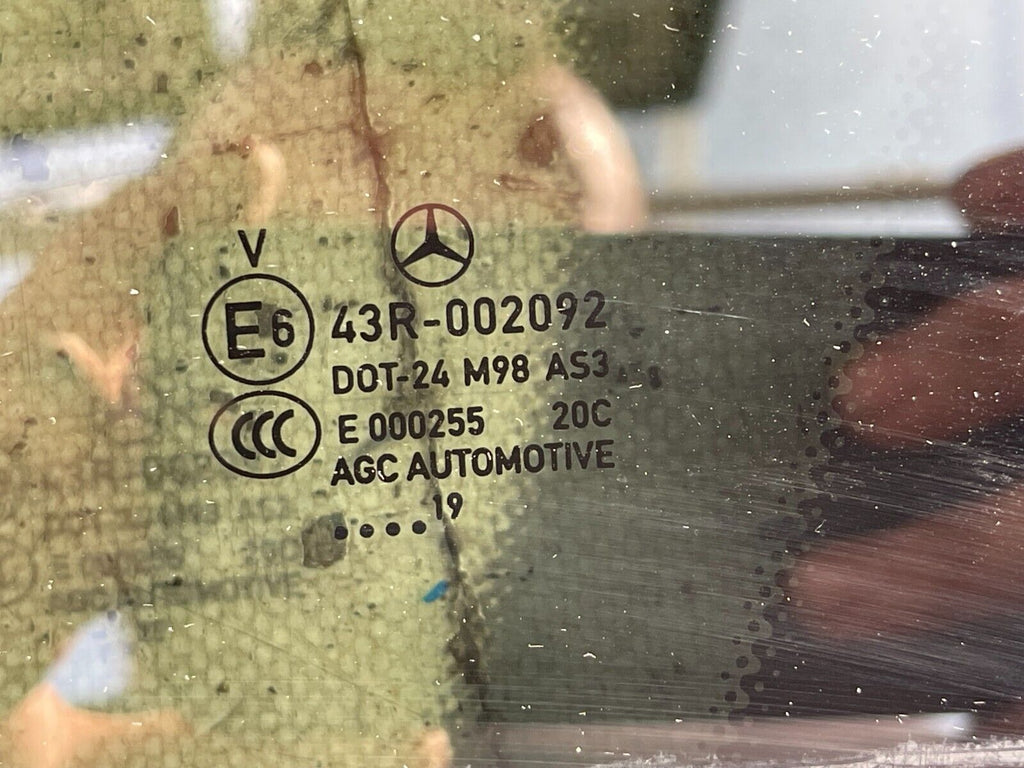 V
E6 43R-002092
DOT-24 M98 AS3
CCC E 000255 20C
AGC AUTOMOTIVE
19